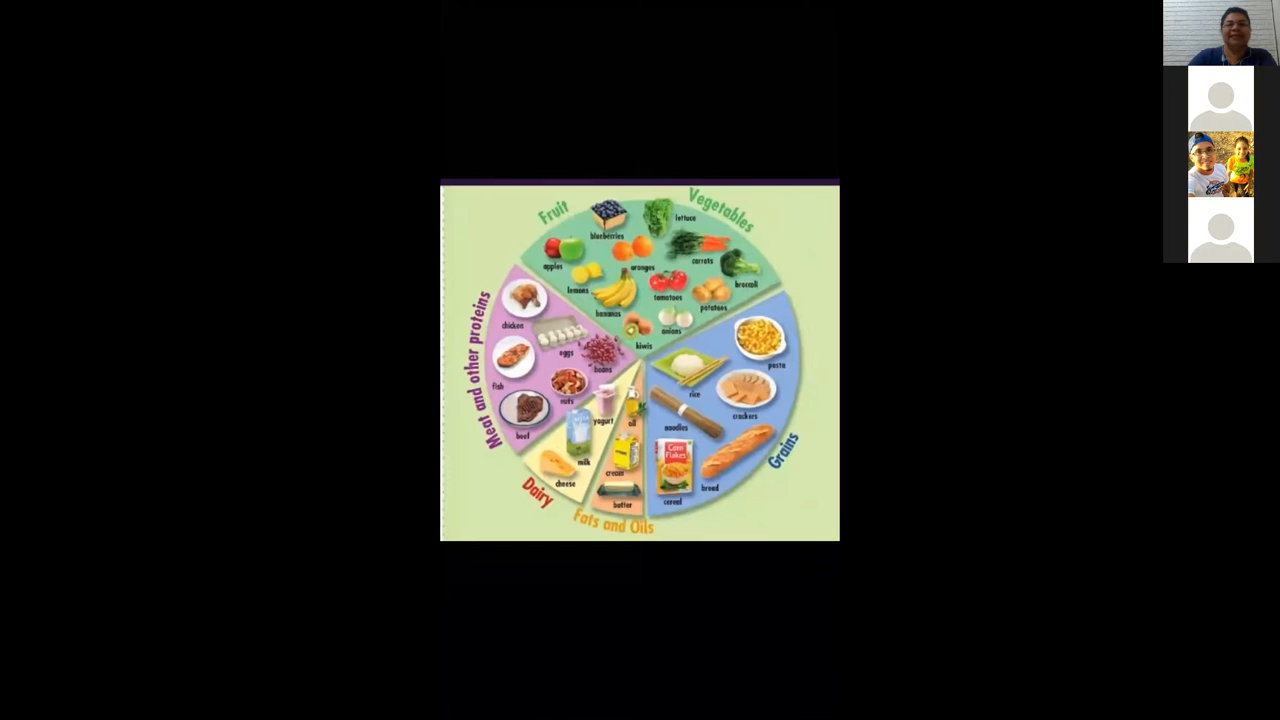 Fruit
Vegetables
blueberries
lettuce
apples
oranges
carrots
broccoli
lemons
bananas
tomatoes
potatoes
onions
kiwis
Meat and other proteins
chicken
eggs
beans
fish
nuts
beef
Dairy
yogurt
milk
cheese
Fats and Oils
oil
cream
butter
Grains
pasta
rice
crackers
noodles
bread
Corn
Flakes
cereal